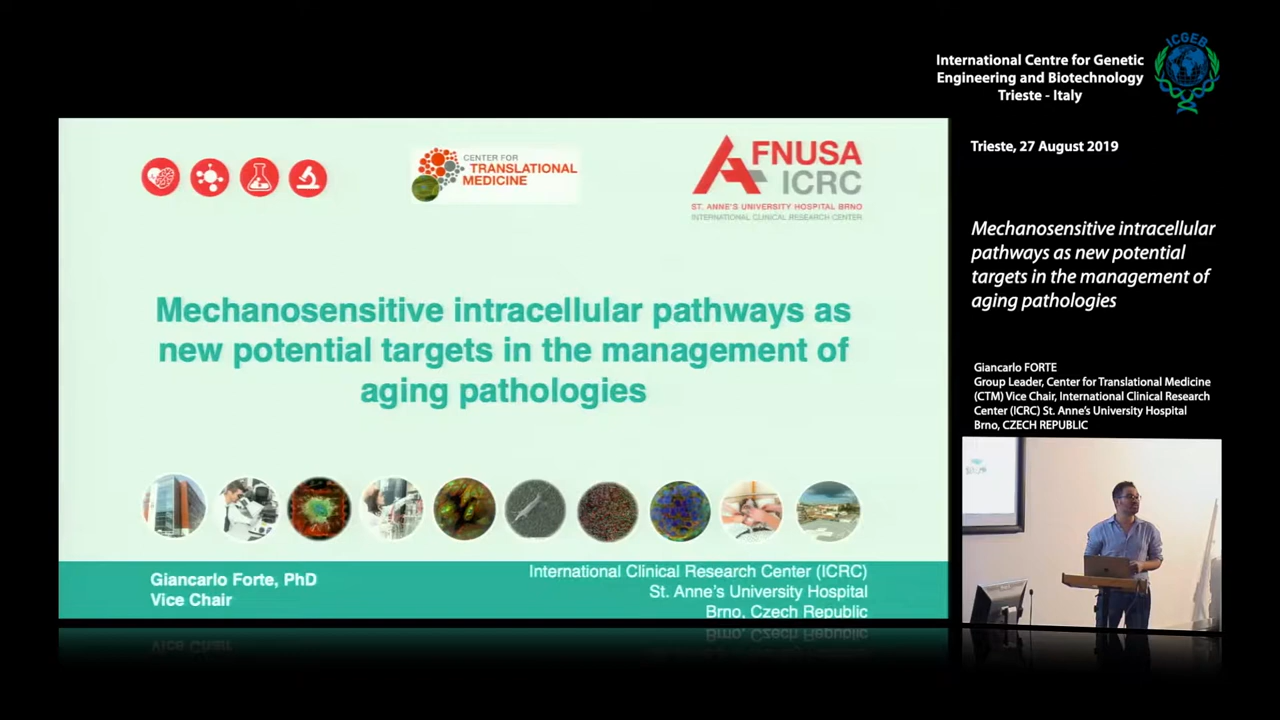 International Centre for Genetic
Engineering and Biotechnology
Trieste - Italy
ICGEB
Trieste, 27 August 2019
Mechanosensitive intracellular
pathways as new potential
targets in the management of
aging pathologies
Giancarlo FORTE
Group Leader, Center for Translational Medicine
(CTM) Vice Chair, International Clinical Research
Center (ICRC) St. Anne's University Hospital
Brno, CZECH REPUBLIC
CENTER FOR
TRANSLATIONAL
MEDICINE
FNUSA
ICRC
ST. ANNE'S UNIVERSITY HOSPITAL BRNO
INTERNATIONAL CLINICAL RESEARCH CENTER
Mechanosensitive intracellular pathways as
new potential targets in the management of
aging pathologies
Giancarlo Forte, PhD
Vice Chair
International Clinical Research Center (ICRC)
St. Anne's University Hospital
Brno, Czech Republic